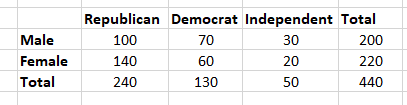 Republican Democrat Independent Total
Male 100 70 30 200
Female 140 60 20 220
Total 240 130 50 440